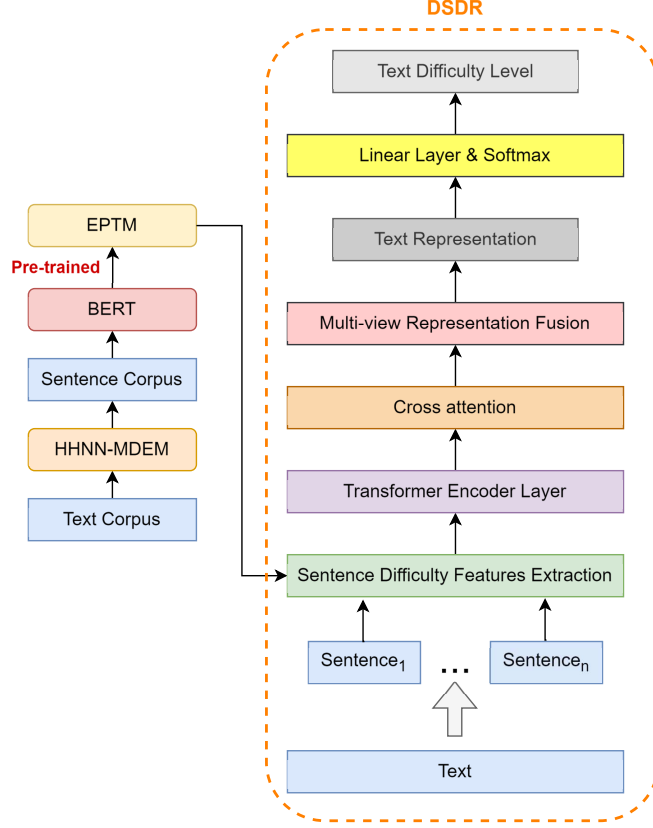 DSDR
Text Difficulty Level
Linear Layer & Softmax
Text Representation
Multi-view Representation Fusion
Cross attention
Transformer Encoder Layer
Sentence Difficulty Features Extraction
Sentence₁
...
Sentenceₙ
Text
EPTM
Pre-trained
BERT
Sentence Corpus
HHNN-MDEM
Text Corpus